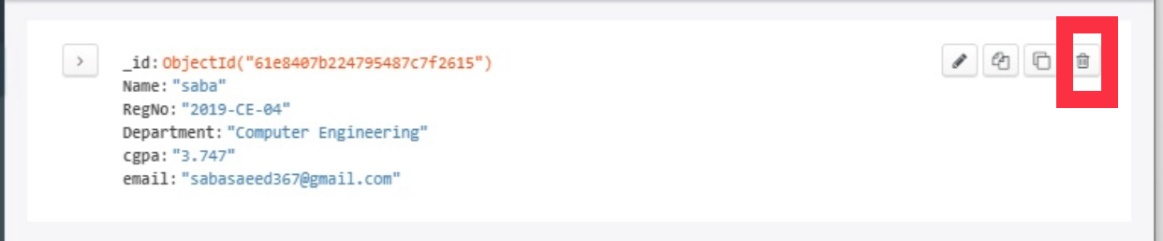 _id: ObjectId("61e8407b224795487c7f2615")
Name: "saba"
RegNo: "2019-CE-04"
Department: "Computer Engineering"
cgpa: "3.747"
email: "sabasaeed367@gmail.com"